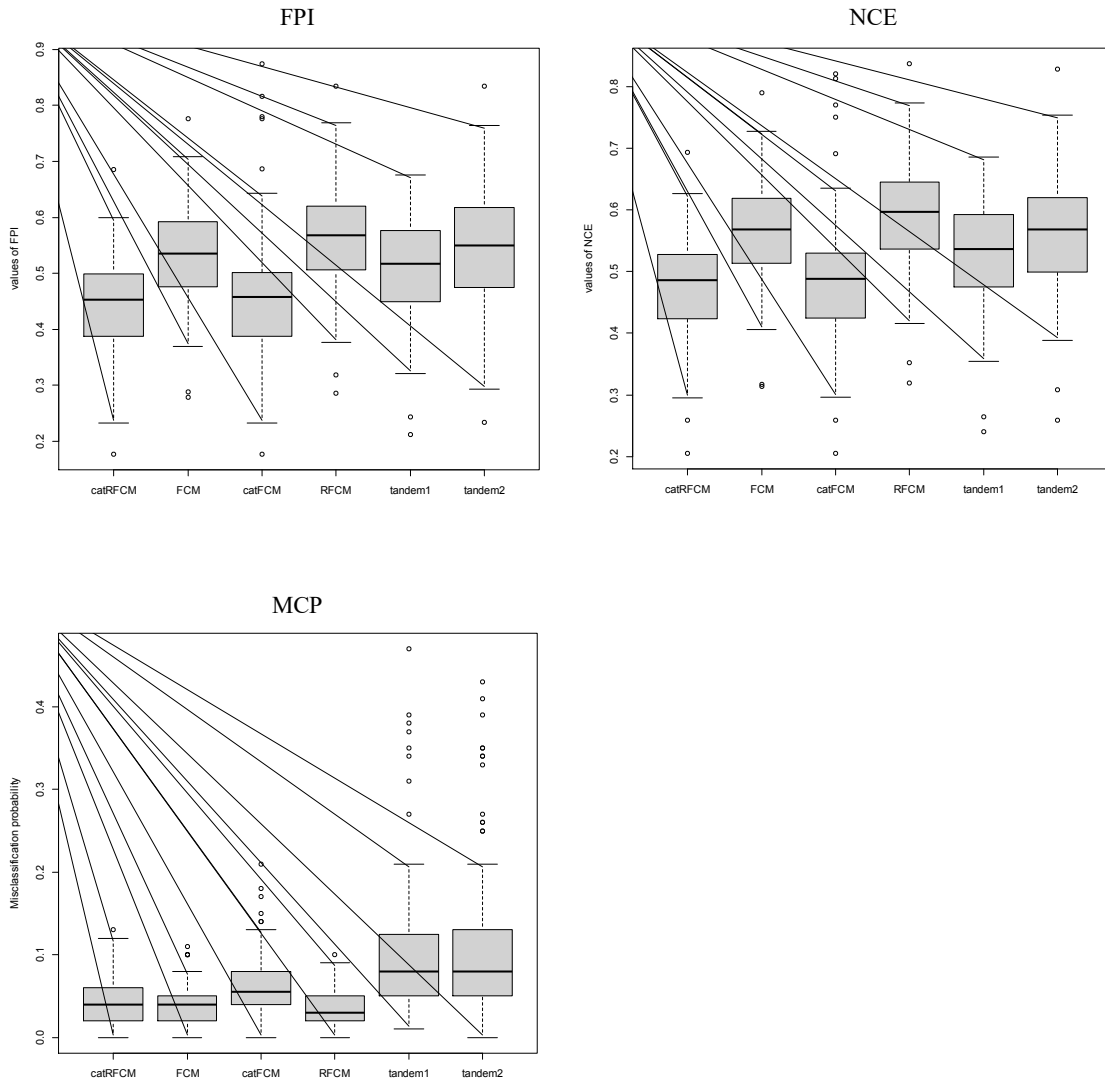 FPI
NCE
values of FPI
0.9
0.8
0.7
0.6
0.5
0.4
0.3
0.2
catRFCM FCM catFCM RFCM tandem1 tandem2
values of NCE
0.8
0.7
0.6
0.5
0.4
0.3
0.2
catRFCM FCM catFCM RFCM tandem1 tandem2
MCP
Misclassification probability
0.4
0.3
0.2
0.1
0.0
catRFCM FCM catFCM RFCM tandem1 tandem2